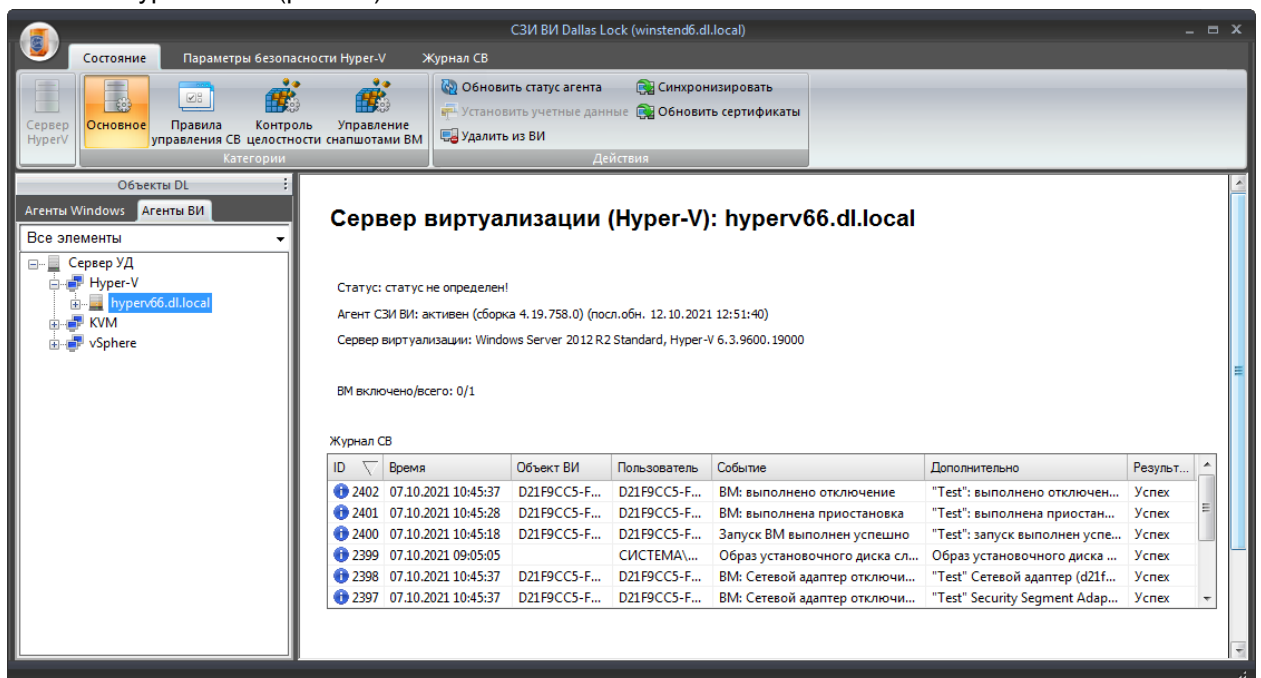 СЗИ ВИ Dallas Lock (winstend6.dl.local)
Состояние Параметры безопасности Hyper-V Журнал СВ
Сервер HyperV
Основное
Правила управления СВ
Контроль целостности
Управление снапшотами ВМ
Категории
Обновить статус агента
Установить учетные данные
Удалить из ВИ
Синхронизировать
Обновить сертификаты
Действия
Объекты DL
Агенты Windows Агенты ВИ
Все элементы
Сервер УД
Hyper-V
hyperv66.dl.local
KVM
vSphere
Сервер виртуализации (Hyper-V): hyperv66.dl.local
Статус: статус не определен!
Агент СЗИ ВИ: активен (сборка 4.19.758.0) (посл.обн. 12.10.2021 12:51:40)
Сервер виртуализации: Windows Server 2012 R2 Standard, Hyper-V 6.3.9600.19000
ВМ включено/всего: 0/1
Журнал СВ
ID Время Объект ВИ Пользователь Событие Дополнительно Результ...
2402 07.10.2021 10:45:37 D21F9CC5-F... D21F9CC5-F... ВМ: выполнено отключение "Test": выполнено отключен... Успех
2401 07.10.2021 10:45:28 D21F9CC5-F... D21F9CC5-F... ВМ: выполнена приостановка "Test": выполнена приостан... Успех
2400 07.10.2021 10:45:18 D21F9CC5-F... D21F9CC5-F... Запуск ВМ выполнен успешно "Test": запуск выполнен успе... Успех
2399 07.10.2021 09:05:05 СИСТЕМА\... Образ установочного диска сл... Образ установочного диска ... Успех
2398 07.10.2021 10:45:37 D21F9CC5-F... D21F9CC5-F... ВМ: Сетевой адаптер отключи... "Test" Сетевой адаптер (d21f... Успех
2397 07.10.2021 10:45:37 D21F9CC5-F... D21F9CC5-F... ВМ: Сетевой адаптер отключи... "Test" Security Segment Adap... Успех